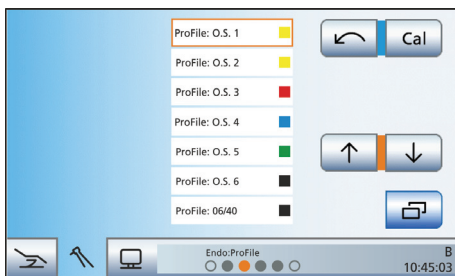 ProFile: O.S. 1
ProFile: O.S. 2
ProFile: O.S. 3
ProFile: O.S. 4
ProFile: O.S. 5
ProFile: O.S. 6
ProFile: 06/40
Cal
Endo:ProFile
B
10:45:03